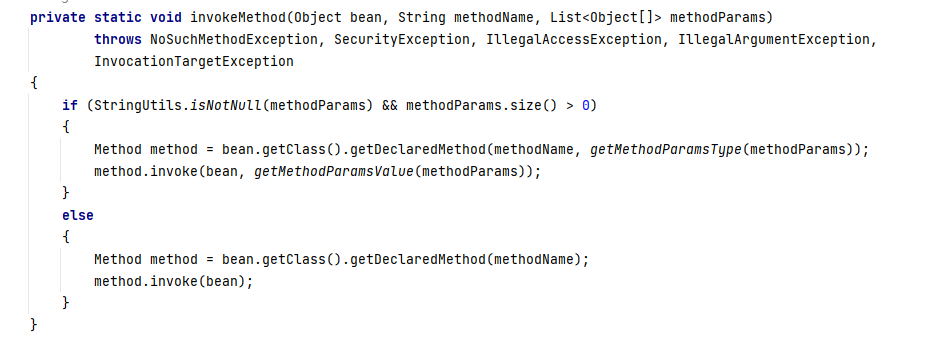 private static void invokeMethod(Object bean, String methodName, List<Object[]> methodParams)
        throws NoSuchMethodException, SecurityException, IllegalAccessException, IllegalArgumentException,
        InvocationTargetException
{
    if (StringUtils.isNotNull(methodParams) && methodParams.size() > 0)
    {
        Method method = bean.getClass().getDeclaredMethod(methodName, getMethodParamsType(methodParams));
        method.invoke(bean, getMethodParamsValue(methodParams));
    }
    else
    {
        Method method = bean.getClass().getDeclaredMethod(methodName);
        method.invoke(bean);
    }
}